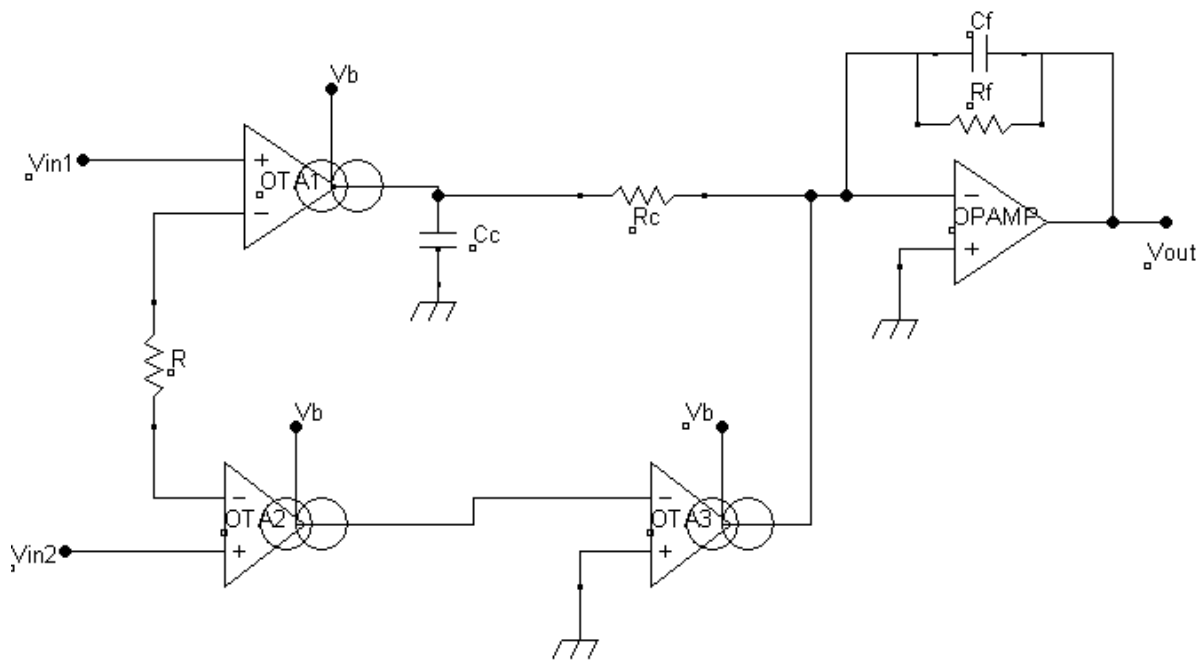 Cf
Vb
Rf
Vin1
+
OTA1
−
−
OPAMP
+
Rc
Cc
Vout
R
Vb
Vb
−
OTA2
+
−
OTA3
+
Vin2